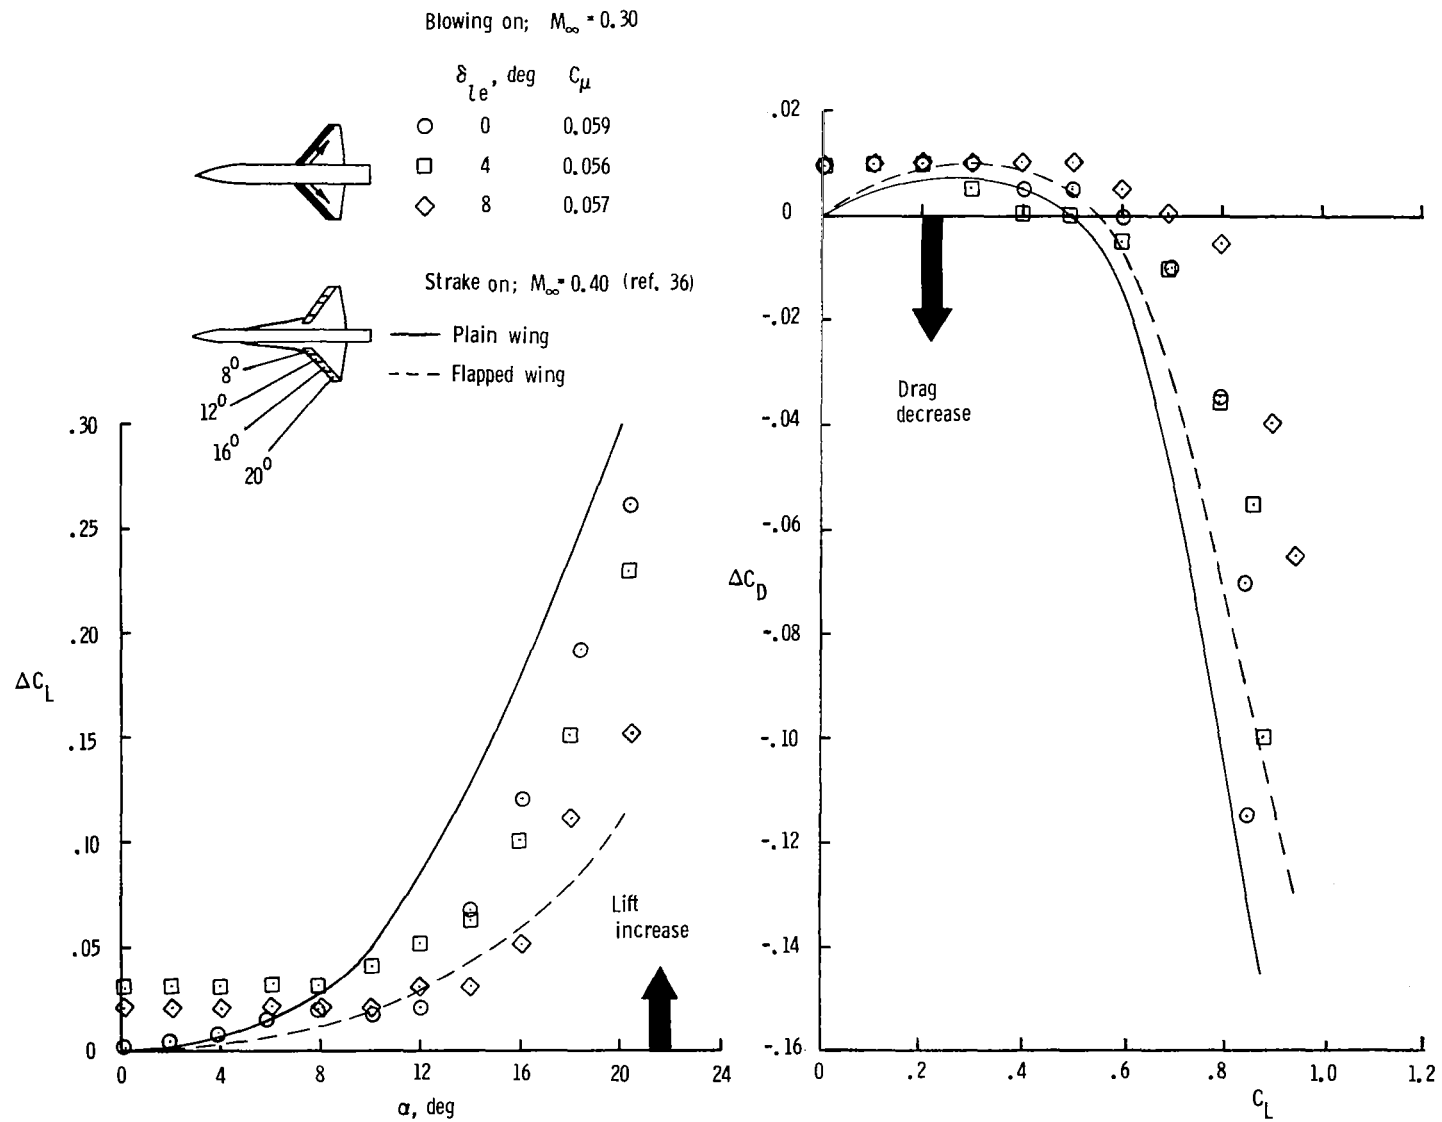 Blowing on; M∞ = 0.30
δle, deg Cμ
0 0.059
4 0.056
8 0.057
Strake on; M∞ = 0.40 (ref. 36)
Plain wing
Flapped wing
8°
12°
16°
20°
.30
.25
.20
.15
.10
.05
0
ΔCL
Lift
increase
0 4 8 12 16 20 24
α, deg
.02
0
-.02
-.04
-.06
-.08
-.10
-.12
-.14
-.16
ΔCD
Drag
decrease
0 .2 .4 .6 .8 1.0 1.2
CL